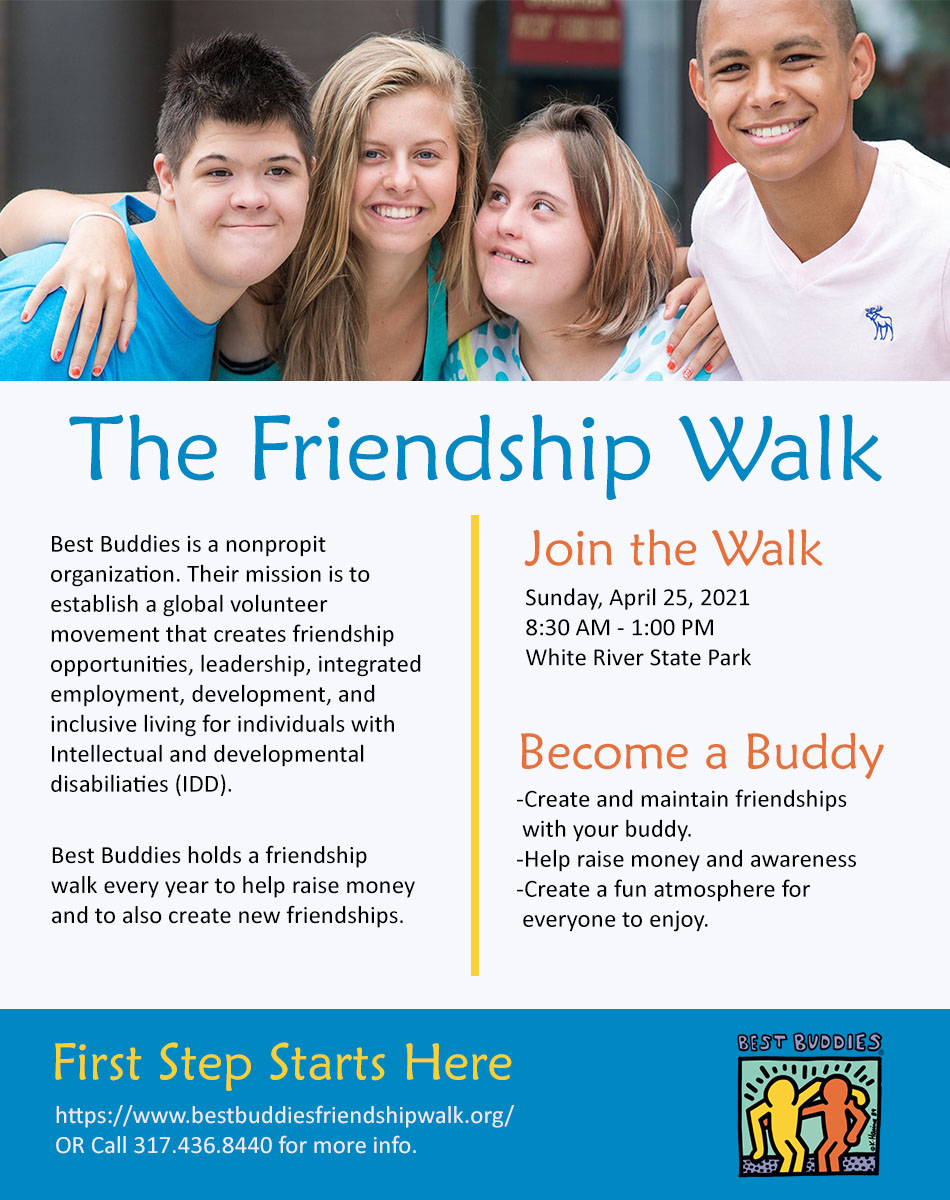 The Friendship Walk
Best Buddies is a nonpropit
organization. Their mission is to
establish a global volunteer
movement that creates friendship
opportunities, leadership, integrated
employment, development, and
inclusive living for individuals with
Intellectual and developmental
disabiliaties (IDD).
Best Buddies holds a friendship
walk every year to help raise money
and to also create new friendships.
Join the Walk
Sunday, April 25, 2021
8:30 AM - 1:00 PM
White River State Park
Become a Buddy
-Create and maintain friendships
with your buddy.
-Help raise money and awareness
-Create a fun atmosphere for
everyone to enjoy.
First Step Starts Here
https://www.bestbuddiesfriendshipwalk.org/
OR Call 317.436.8440 for more info.
BEST BUDDIES